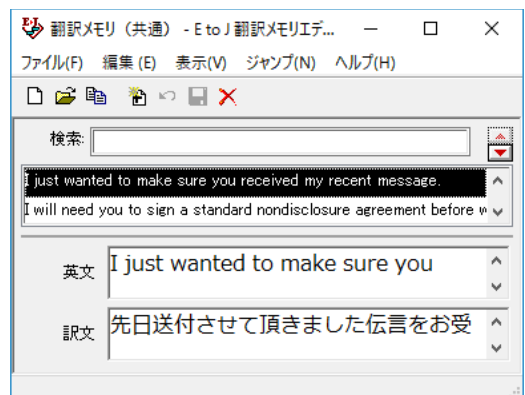 翻訳メモリ（共通） - E to J 翻訳メモリエデ...
ファイル(F) 編集(E) 表示(V) ジャンプ(N) ヘルプ(H)
検索:
I just wanted to make sure you received my recent message.
I will need you to sign a standard nondisclosure agreement before
英文
I just wanted to make sure you
訳文
先日送付させて頂きました伝言をお受